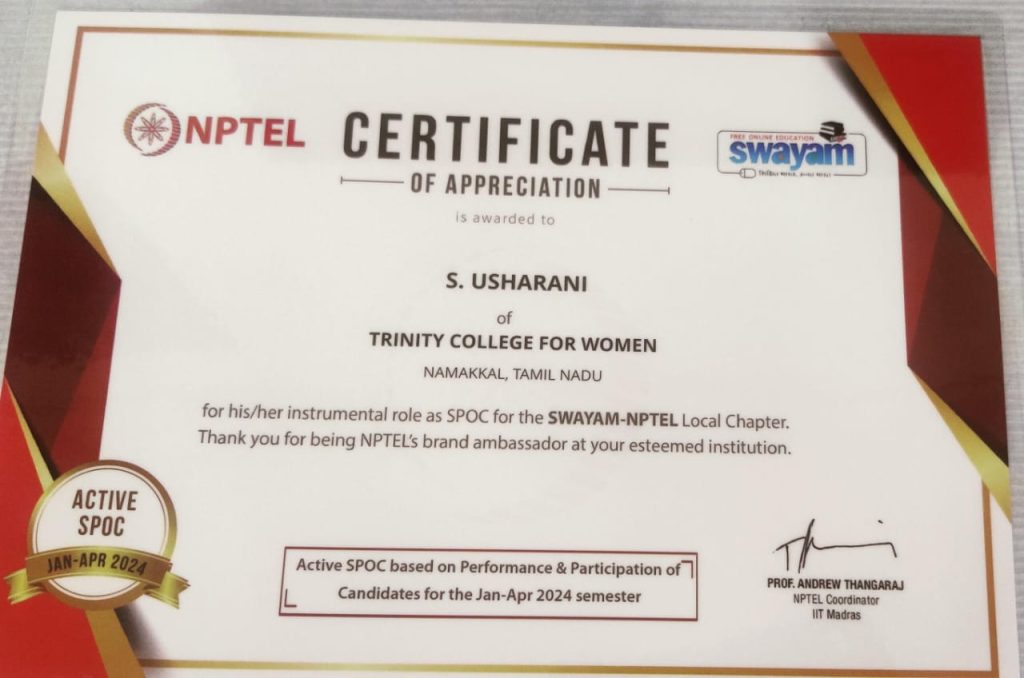 NPTEL
CERTIFICATE
OF APPRECIATION
is awarded to
FREE ONLINE EDUCATION
swayam
S. USHARANI
of
TRINITY COLLEGE FOR WOMEN
NAMAKKAL, TAMIL NADU
for his/her instrumental role as SPOC for the SWAYAM-NPTEL Local Chapter.
Thank you for being NPTEL's brand ambassador at your esteemed institution.
ACTIVE
SPOC
JAN-APR 2024
Active SPOC based on Performance & Participation of
Candidates for the Jan-Apr 2024 semester
PROF. ANDREW THANGARAJ
NPTEL Coordinator
IIT Madras